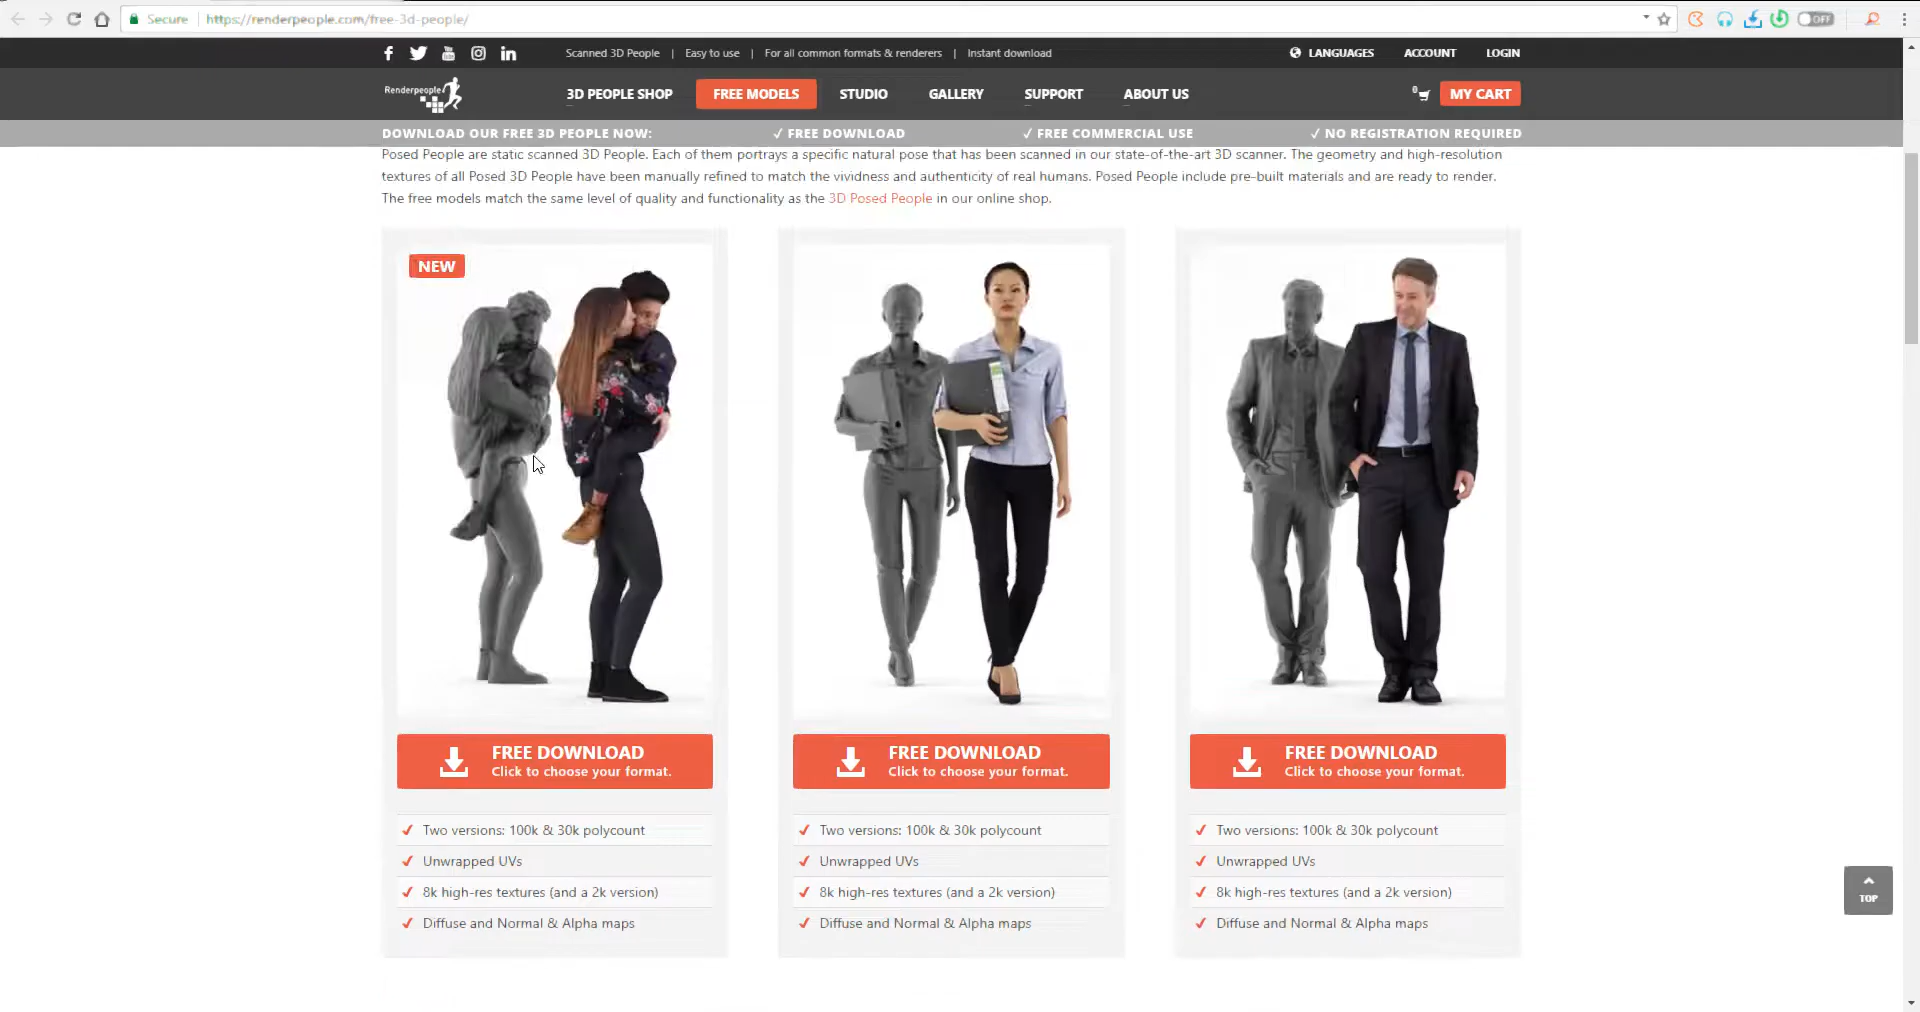 Secure | https://renderpeople.com/free-3d-people/
OFF
Scanned 3D People | Easy to use | For all common formats & renderers | Instant download
LANGUAGES ACCOUNT LOGIN
Renderpeople
3D PEOPLE SHOP FREE MODELS STUDIO GALLERY SUPPORT ABOUT US
0 MY CART
DOWNLOAD OUR FREE 3D PEOPLE NOW: ✓ FREE DOWNLOAD ✓ FREE COMMERCIAL USE ✓ NO REGISTRATION REQUIRED
Posed People are static scanned 3D People. Each of them portrays a specific natural pose that has been scanned in our state-of-the-art 3D scanner. The geometry and high-resolution
textures of all Posed 3D People have been manually refined to match the vividness and authenticity of real humans. Posed People include pre-built materials and are ready to render.
The free models match the same level of quality and functionality as the 3D Posed People in our online shop.
NEW
FREE DOWNLOAD
Click to choose your format.
Two versions: 100k & 30k polycount
Unwrapped UVs
8k high-res textures (and a 2k version)
Diffuse and Normal & Alpha maps
FREE DOWNLOAD
Click to choose your format.
Two versions: 100k & 30k polycount
Unwrapped UVs
8k high-res textures (and a 2k version)
Diffuse and Normal & Alpha maps
FREE DOWNLOAD
Click to choose your format.
Two versions: 100k & 30k polycount
Unwrapped UVs
8k high-res textures (and a 2k version)
Diffuse and Normal & Alpha maps
TOP